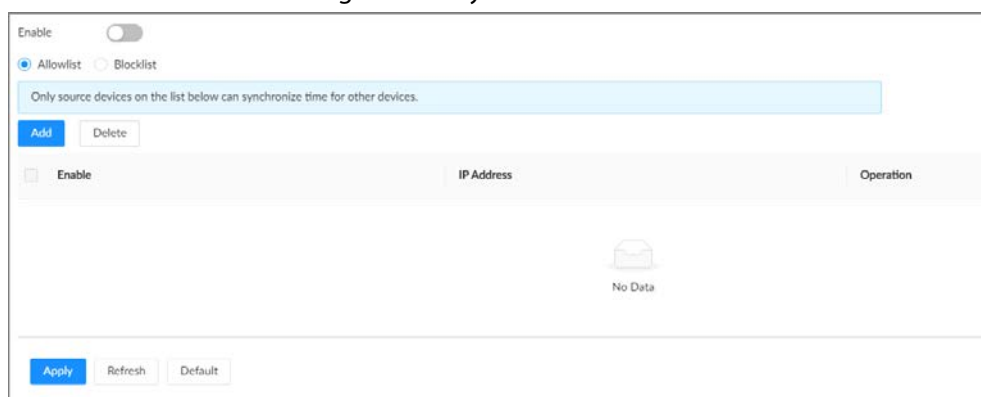 Enable
Allowlist Blocklist
Only source devices on the list below can synchronize time for other devices.
Add Delete
Enable IP Address Operation
No Data
Apply Refresh Default